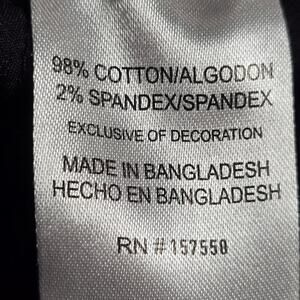 98% COTTON/ALGODON
2% SPANDEX/SPANDEX
EXCLUSIVE OF DECORATION
MADE IN BANGLADESH
HECHO EN BANGLADESH
RN # 157550